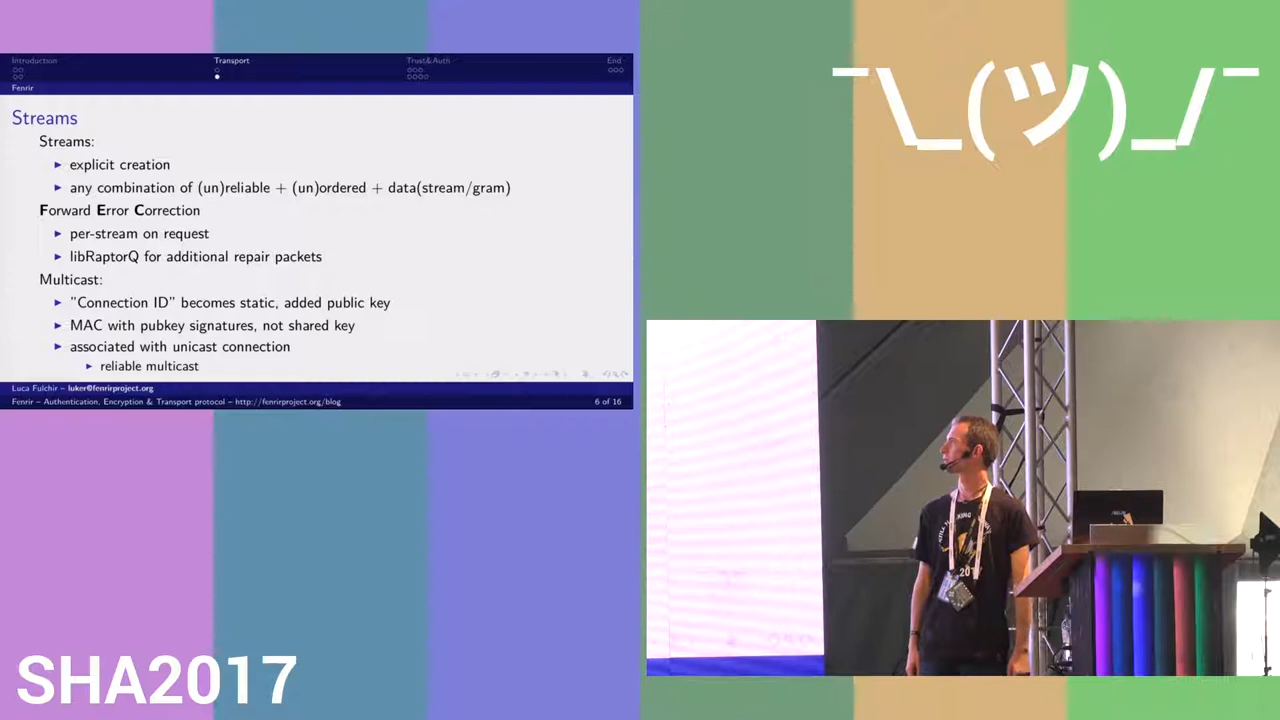 Introduction Transport Trust&Auth End
Fenrir
Streams
Streams:
explicit creation
any combination of (un)reliable + (un)ordered + data(stream/gram)
Forward Error Correction
per-stream on request
libRaptorQ for additional repair packets
Multicast:
"Connection ID" becomes static, added public key
MAC with pubkey signatures, not shared key
associated with unicast connection
reliable multicast
Luca Fulchir – luker@fenrirproject.org
Fenrir – Authentication, Encryption & Transport protocol – http://fenrirproject.org/blog 6 of 16
¯\_(ツ)_/¯
SHA2017